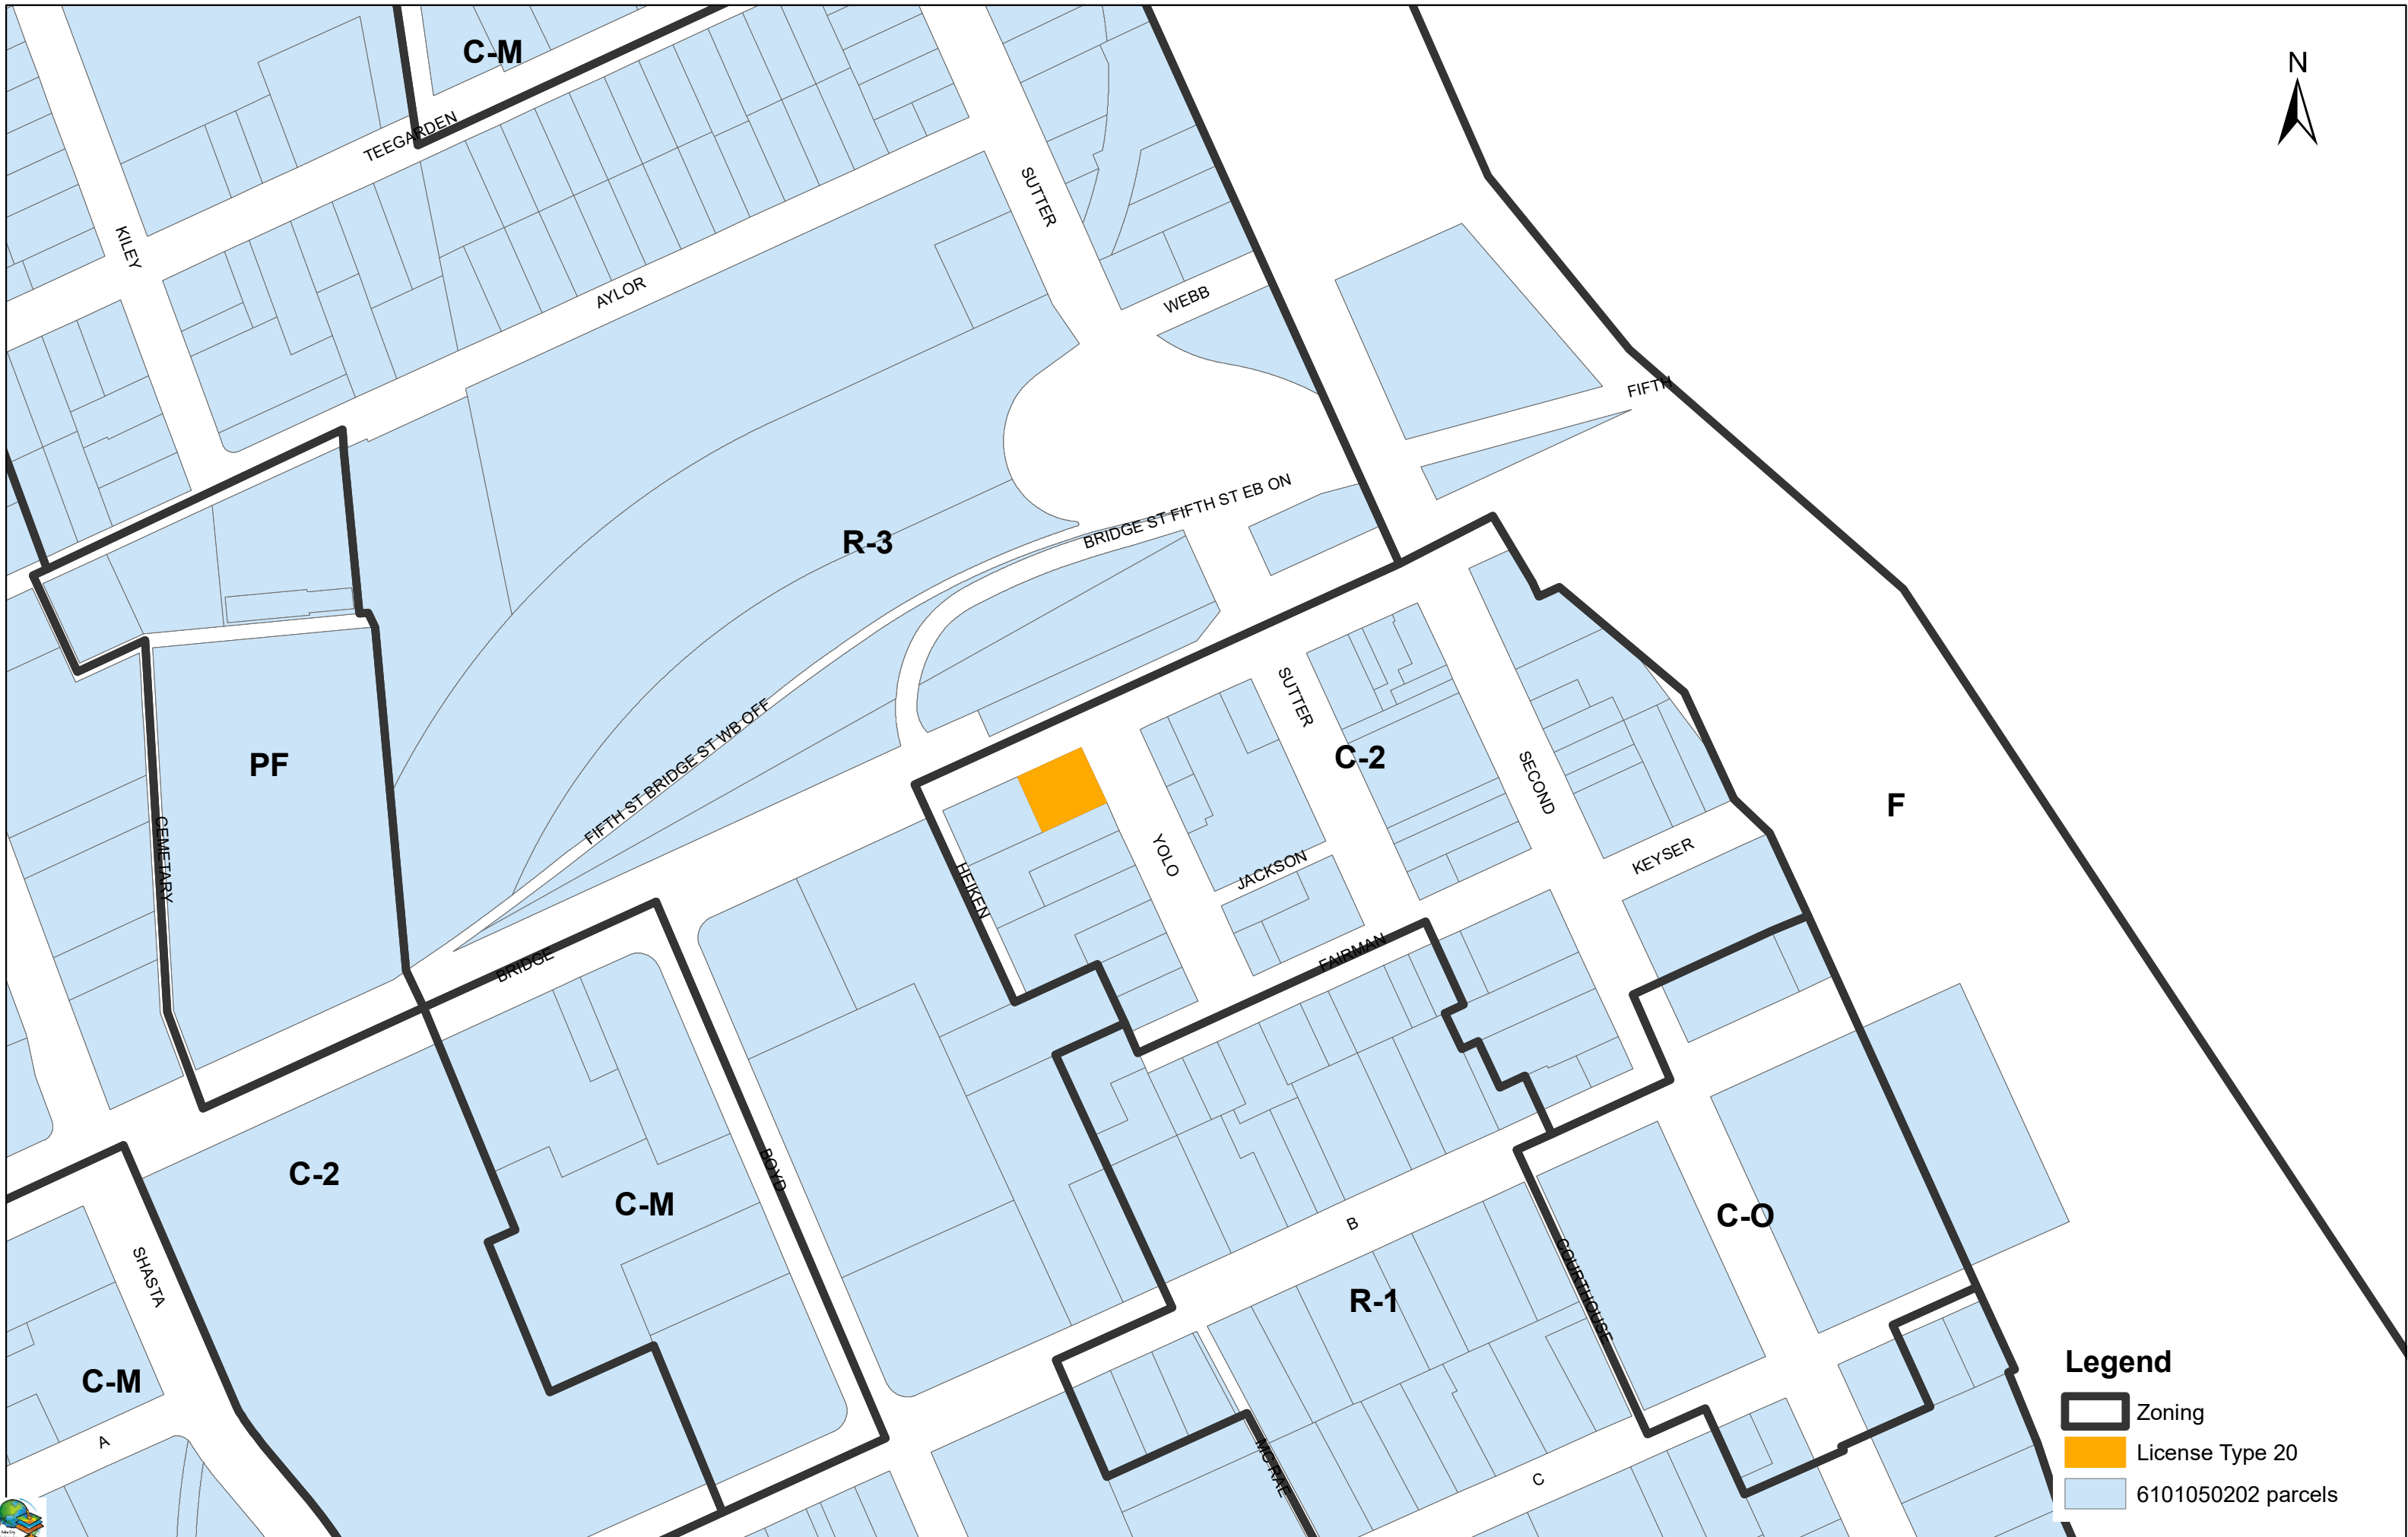 C-M
N
TEEGARDEN
SUTTER
KILEY
AYLOR
WEBB
FIFTH
BRIDGE ST FIFTH ST EB ON
R-3
SUTTER
FIFTH ST BRIDGE ST WB OFF
C-2
PF
SECOND
F
CEMETARY
YOLO
JACKSON
KEYSER
HEIKEN
FAIRMAN
BRIDGE
C-2
BOYD
C-M
B
C-O
SHASTA
COURTHOUSE
R-1
C-M
A
MC RAE
C
Legend
Zoning
License Type 20
6101050202 parcels